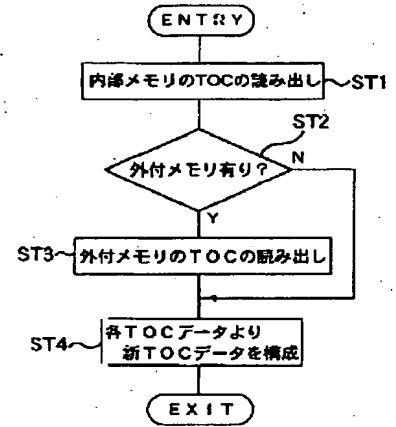 ENTRY
内部メモリのTOCの読み出し
ST1
ST2
外付メモリ有り?
N
Y
ST3
外付メモリのTOCの読み出し
ST4
各TOCデータより
新TOCデータを構成
EXIT